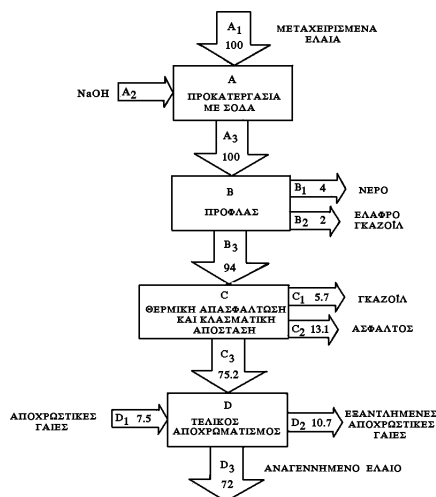 A1
100
ΜΕΤΑΧΕΙΡΙΣΜΕΝΑ
ΕΛΑΙΑ
NaOH
A2
A
ΠΡΟΚΑΤΕΡΓΑΣΙΑ
ΜΕ ΣΟΔΑ
A3
100
B
ΠΡΟΦΛΑΣ
B1 4
ΝΕΡΟ
B2 2
ΕΛΑΦΡΟ
ΓΚΑΖΟΪΛ
B3
94
C
ΘΕΡΜΙΚΗ ΑΠΑΣΦΑΛΤΩΣΗ
ΚΑΙ ΚΛΑΣΜΑΤΙΚΗ
ΑΠΟΣΤΑΣΗ
C1 5.7
ΓΚΑΖΟΪΛ
C2 13.1
ΑΣΦΑΛΤΟΣ
C3
75.2
ΑΠΟΧΡΩΣΤΙΚΕΣ
ΓΑΙΕΣ
D1 7.5
D
ΤΕΛΙΚΟΣ
ΑΠΟΧΡΩΜΑΤΙΣΜΟΣ
D2 10.7
ΕΞΑΝΤΛΗΜΕΝΕΣ
ΑΠΟΧΡΩΣΤΙΚΕΣ
ΓΑΙΕΣ
D3
72
ΑΝΑΓΕΝΝΗΜΕΝΟ ΕΛΑΙΟ